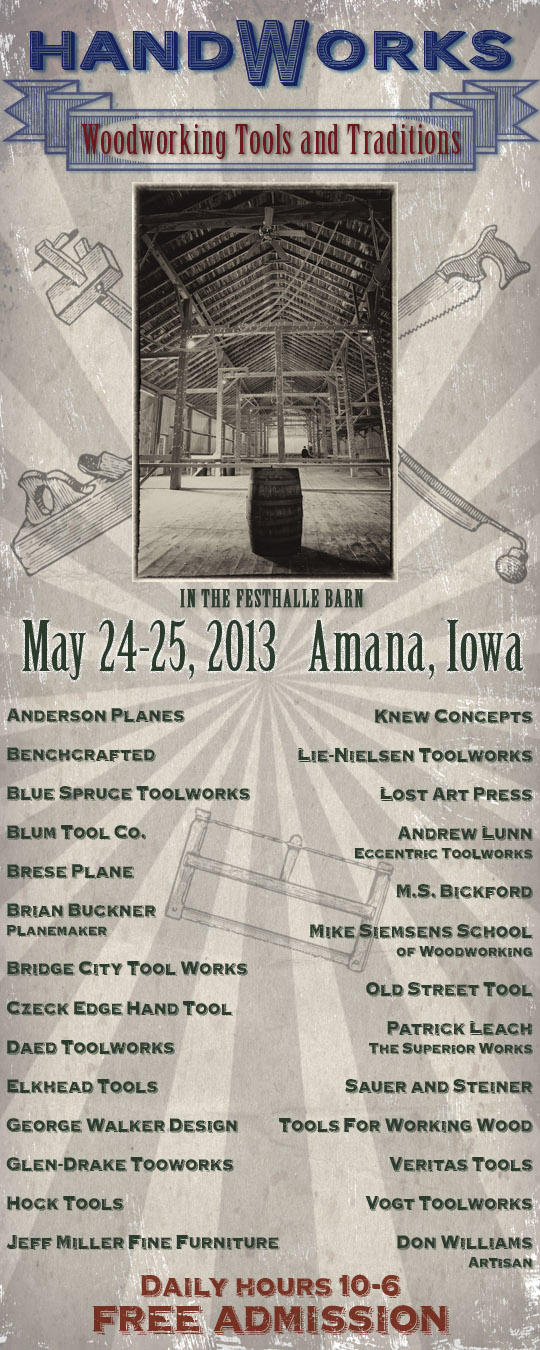 HANDWORKS
Woodworking Tools and Traditions
IN THE FESTHALLE BARN
May 24-25, 2013 Amana, Iowa
ANDERSON PLANES
BENCHCRAFTED
BLUE SPRUCE TOOLWORKS
BLUM TOOL CO.
BRESE PLANE
BRIAN BUCKNER
PLANEMAKER
BRIDGE CITY TOOL WORKS
CZECK EDGE HAND TOOL
DAED TOOLWORKS
ELKHEAD TOOLS
GEORGE WALKER DESIGN
GLEN-DRAKE TOOWORKS
HOCK TOOLS
JEFF MILLER FINE FURNITURE
KNEW CONCEPTS
LIE-NIELSEN TOOLWORKS
LOST ART PRESS
ANDREW LUNN
ECCENTRIC TOOLWORKS
M.S. BICKFORD
MIKE SIEMSENS SCHOOL
OF WOODWORKING
OLD STREET TOOL
PATRICK LEACH
THE SUPERIOR WORKS
SAUER AND STEINER
TOOLS FOR WORKING WOOD
VERITAS TOOLS
VOGT TOOLWORKS
DON WILLIAMS
ARTISAN
DAILY HOURS 10-6
FREE ADMISSION